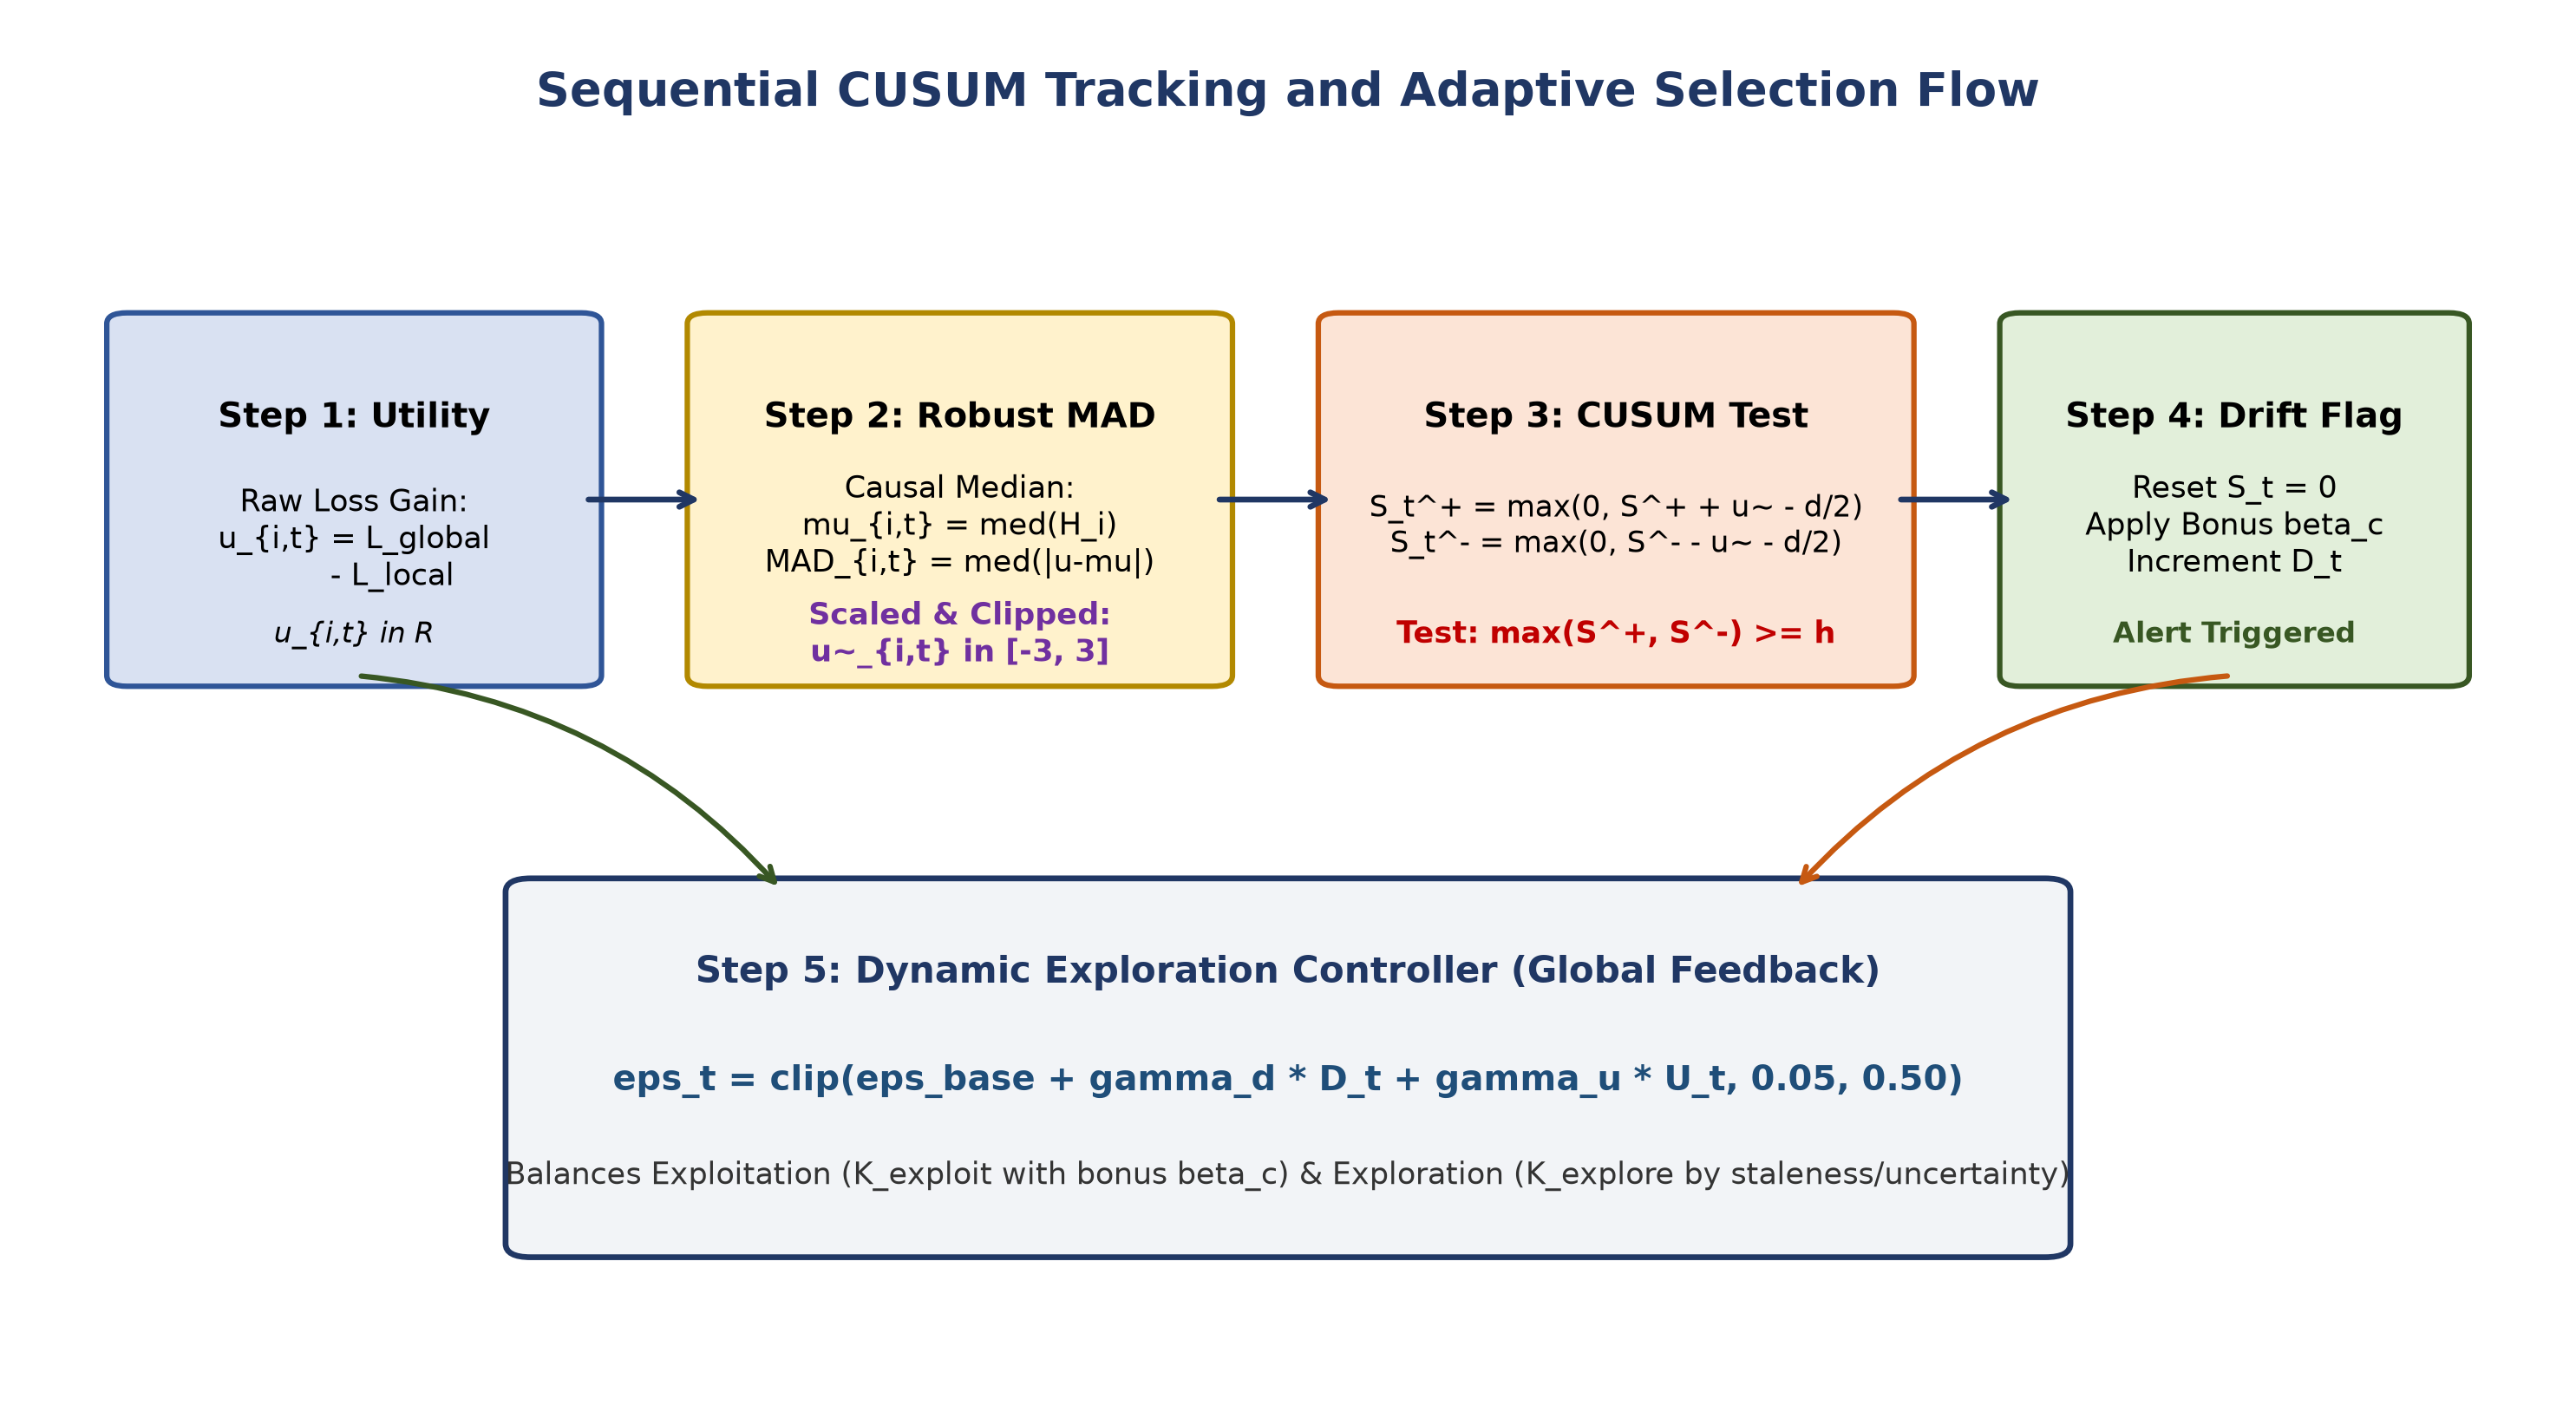 Sequential CUSUM Tracking and Adaptive Selection Flow
Step 1: Utility
Raw Loss Gain:
u_{i,t} = L_global
- L_local
u_{i,t} in R
Step 2: Robust MAD
Causal Median:
mu_{i,t} = med(H_i)
MAD_{i,t} = med(|u-mu|)
Scaled & Clipped:
u~_{i,t} in [-3, 3]
Step 3: CUSUM Test
S_t^+ = max(0, S^+ + u~ - d/2)
S_t^- = max(0, S^- - u~ - d/2)
Test: max(S^+, S^-) >= h
Step 4: Drift Flag
Reset S_t = 0
Apply Bonus beta_c
Increment D_t
Alert Triggered
Step 5: Dynamic Exploration Controller (Global Feedback)
eps_t = clip(eps_base + gamma_d * D_t + gamma_u * U_t, 0.05, 0.50)
Balances Exploitation (K_exploit with bonus beta_c) & Exploration (K_explore by staleness/uncertainty)